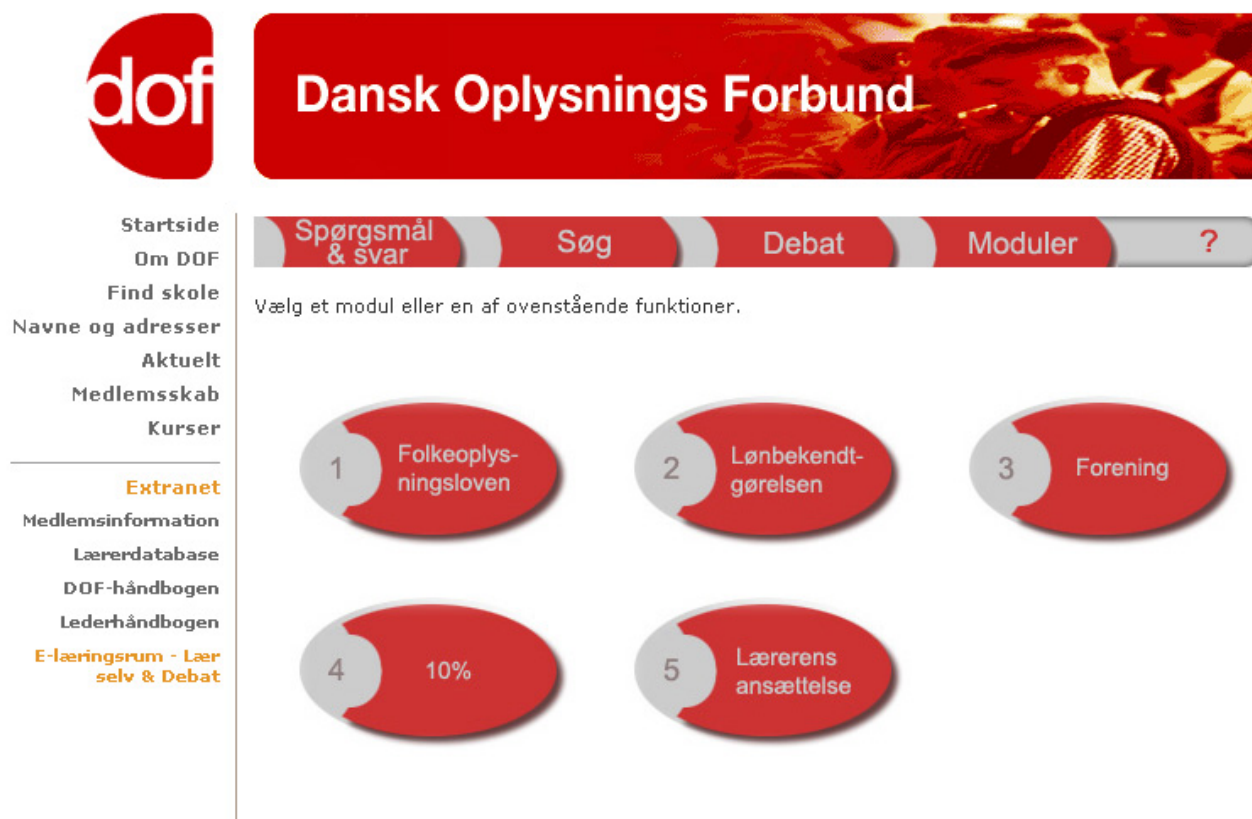 dof
Dansk Oplysnings Forbund
Startside
Om DOF
Find skole
Navne og adresser
Aktuelt
Medlemsskab
Kurser
Extranet
Medlemsinformation
Lærerdatabase
DOF-håndbogen
Lederhåndbogen
E-læringsrum - Lær
selv & Debat
Spørgsmål
& svar
Søg
Debat
Moduler
?
Vælg et modul eller en af ovenstående funktioner.
1
Folkeoplys-
ningsloven
2
Lønbekendt-
gørelsen
3
Forening
4
10%
5
Lærerens
ansættelse